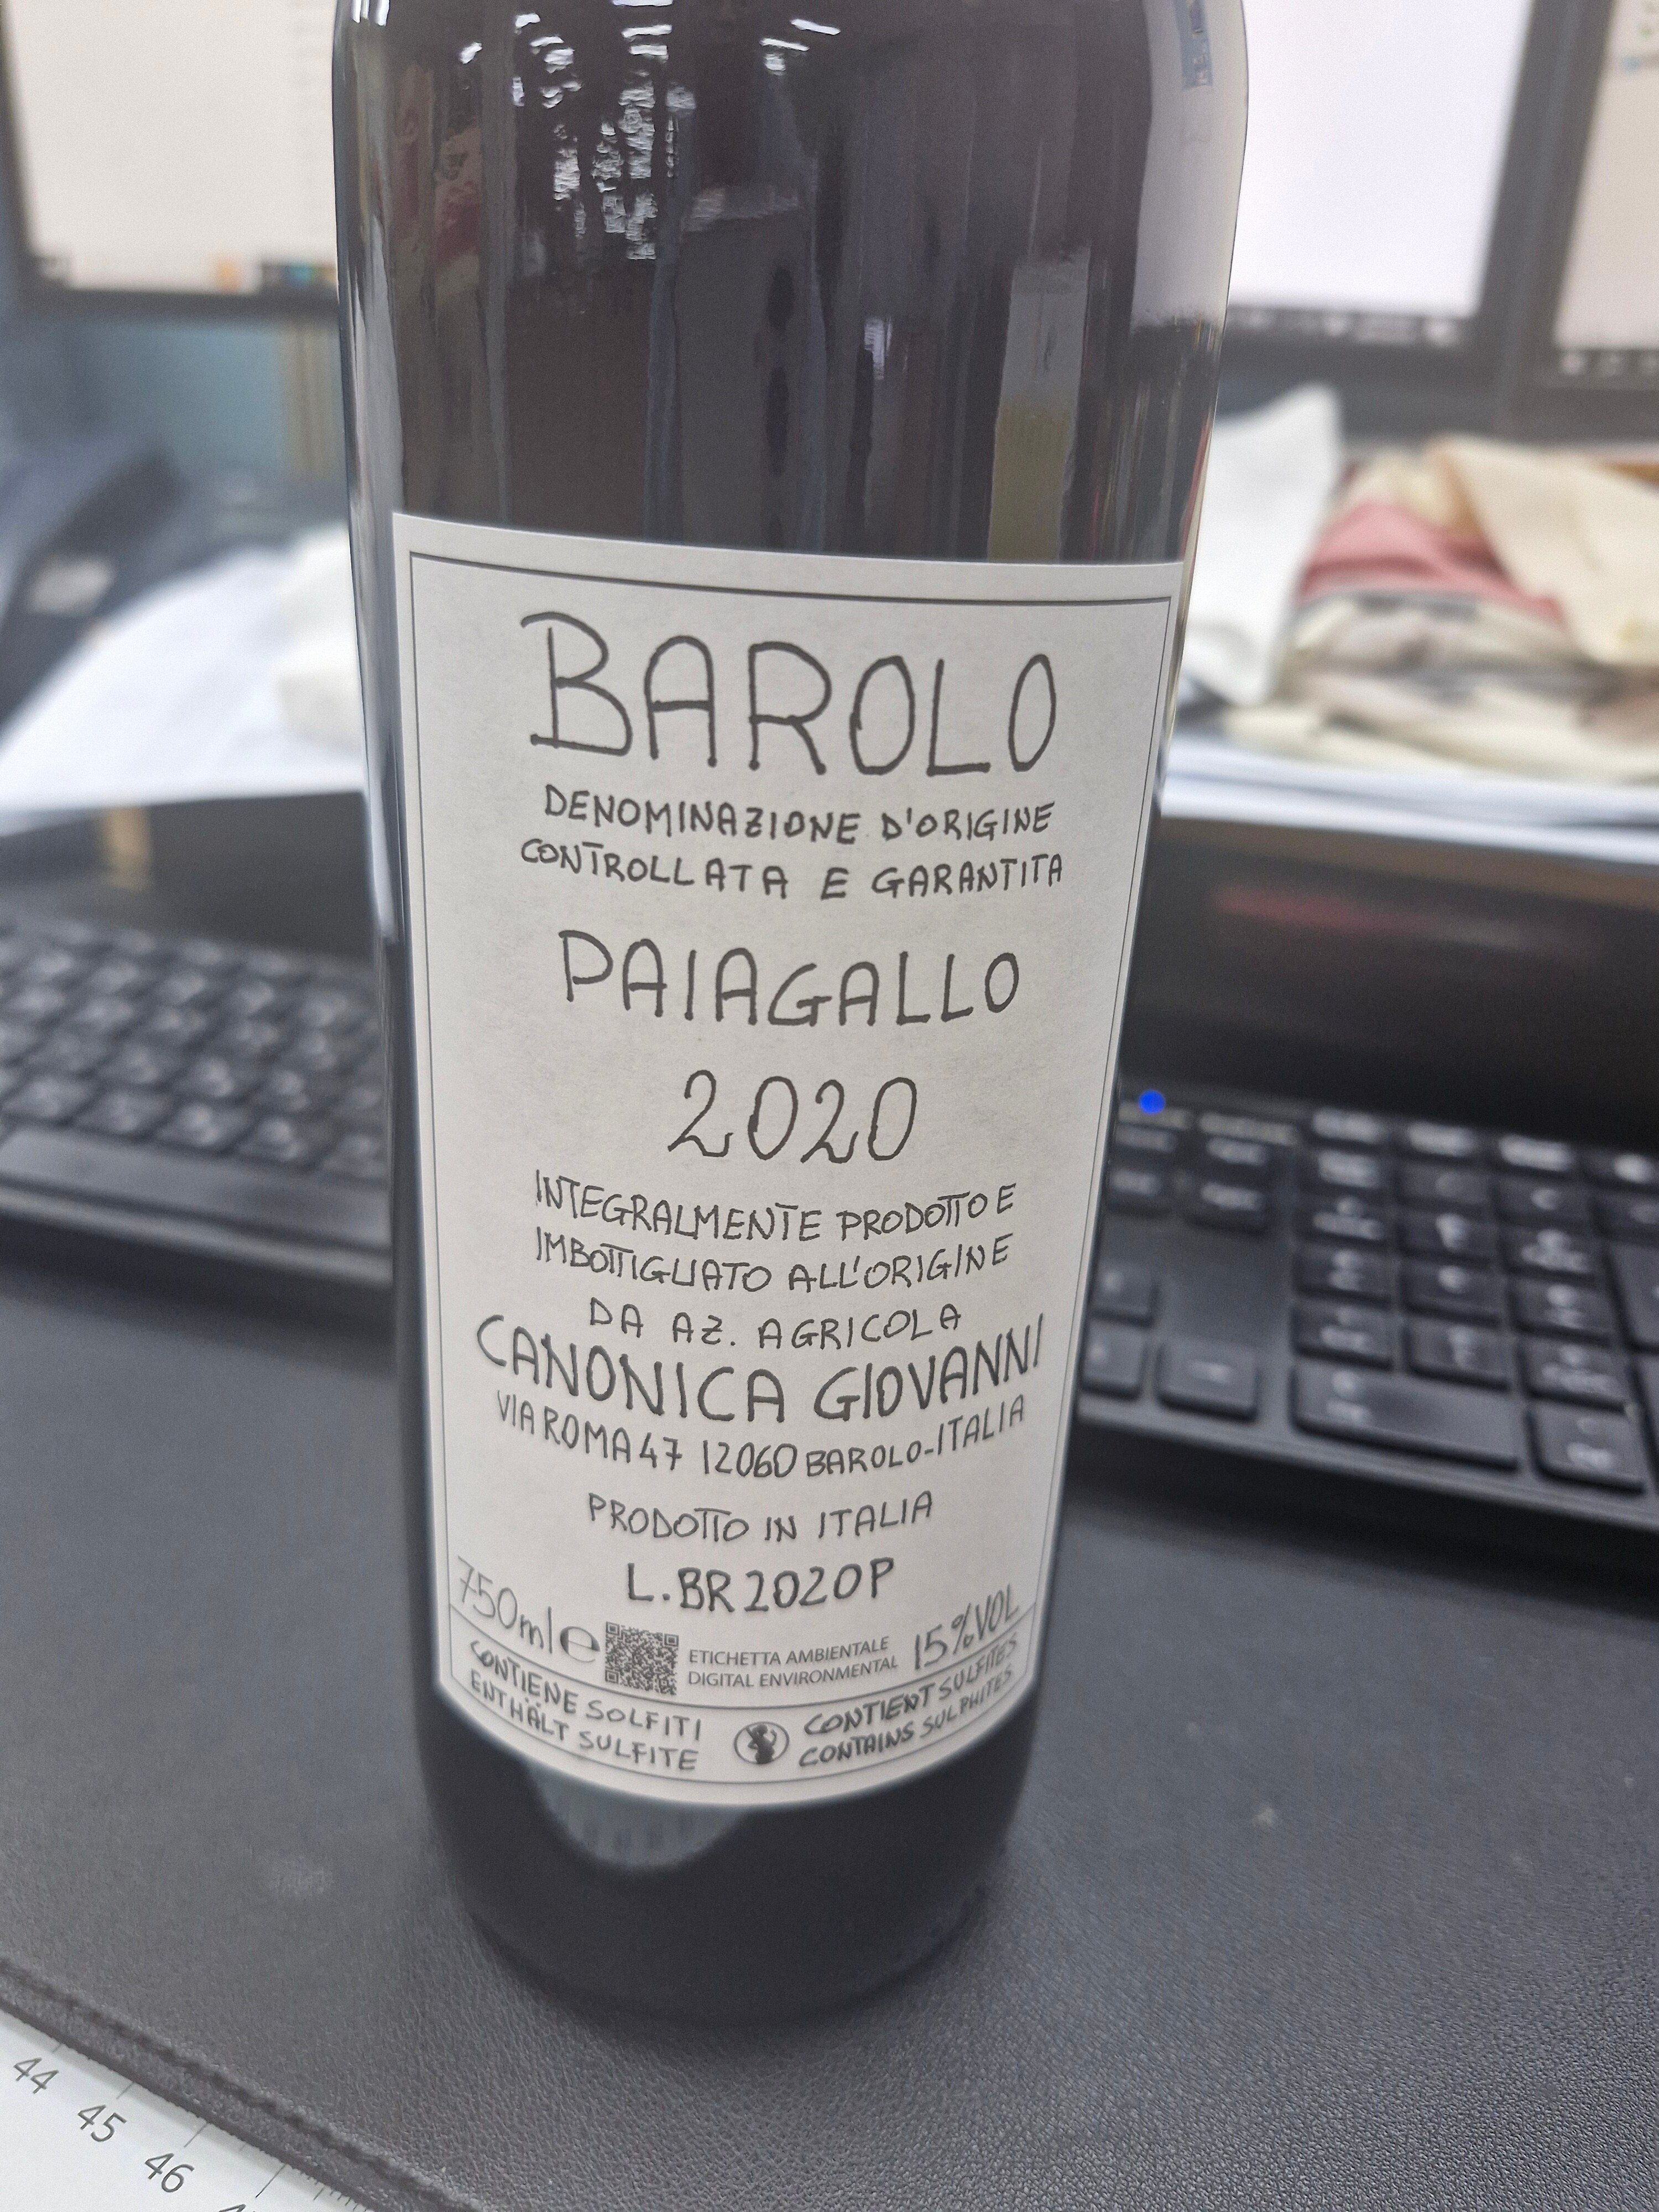 BAROLO
DENOMINAZIONE D'ORIGINE
CONTROLLATA E GARANTITA
PAIAGALLO
2020
INTEGRALMENTE PRODOTTO E
IMBOTTIGLIATO ALL'ORIGINE
DA AZ. AGRICOLA
CANONICA GIOVANNI
VIA ROMA 47 12060 BAROLO-ITALIA
PRODOTTO IN ITALIA
L.BR2020P
750ml e ETICHETTA AMBIENTALE 15%VOL
DIGITAL ENVIRONMENTAL
CONTIENE SOLFITI CONTIENT SULFITES
ENTHÄLT SULFITE CONTAINS SULPHITES
44
45
46